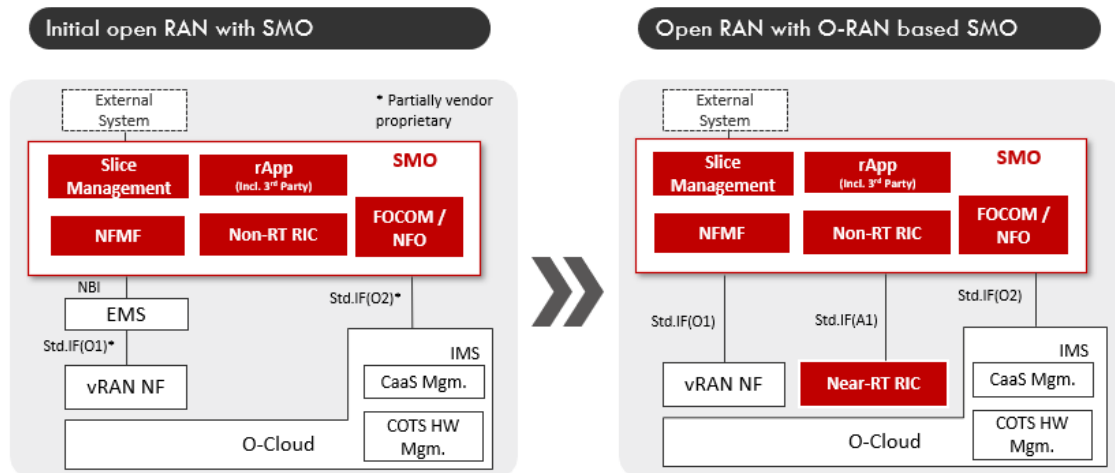 Initial open RAN with SMO
External
System
* Partially vendor
proprietary
SMO
Slice
Management
rApp
(Incl. 3rd Party)
NFMF
Non-RT RIC
FOCOM /
NFO
NBI
EMS
Std.IF(O2)*
Std.IF(O1)*
vRAN NF
IMS
CaaS Mgm.
COTS HW
Mgm.
O-Cloud
Open RAN with O-RAN based SMO
External
System
SMO
Slice
Management
rApp
(Incl. 3rd Party)
NFMF
Non-RT RIC
FOCOM /
NFO
Std.IF(O1)
Std.IF(A1)
Std.IF(O2)
vRAN NF
Near-RT RIC
IMS
CaaS Mgm.
COTS HW
Mgm.
O-Cloud